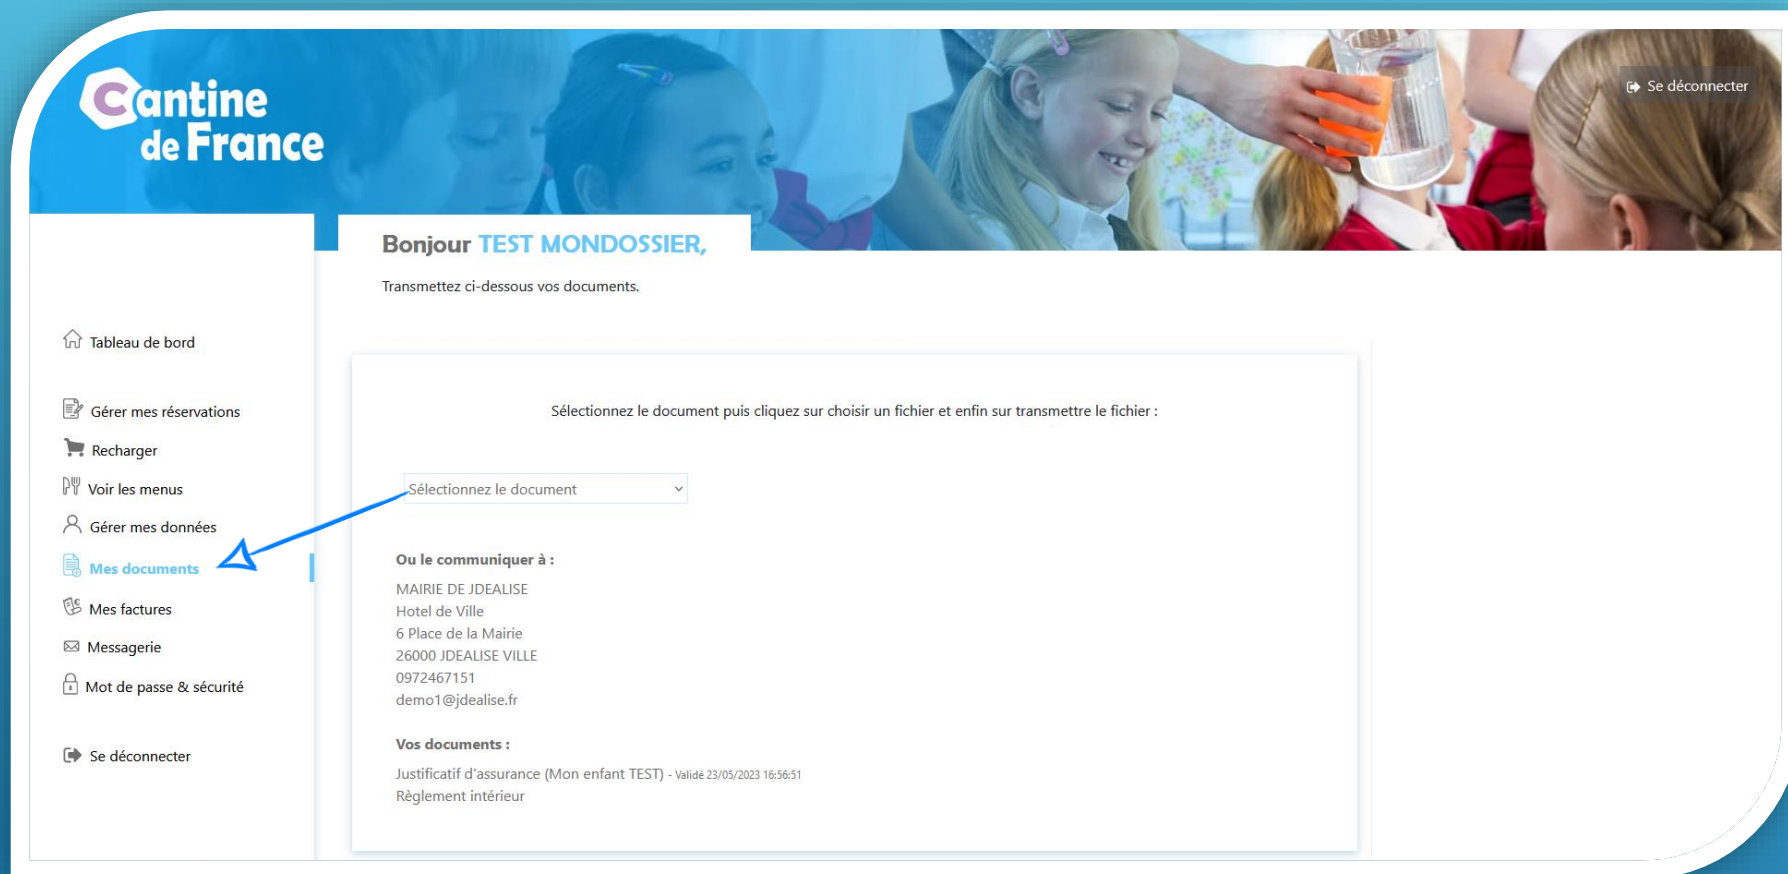 Cantine
de France
Se déconnecter
Bonjour TEST MONDOSSIER,
Transmettez ci-dessous vos documents.
Tableau de bord
Gérer mes réservations
Recharger
Voir les menus
Gérer mes données
Mes documents
Mes factures
Messagerie
Mot de passe & sécurité
Se déconnecter
Sélectionnez le document puis cliquez sur choisir un fichier et enfin sur transmettre le fichier :
Sélectionnez le document
Ou le communiquer à :
MAIRIE DE JDEALISE
Hotel de Ville
6 Place de la Mairie
26000 JDEALISE VILLE
0972467151
demo1@jdealise.fr
Vos documents :
Justificatif d'assurance (Mon enfant TEST) - Validé 23/05/2023 16:56:51
Règlement intérieur